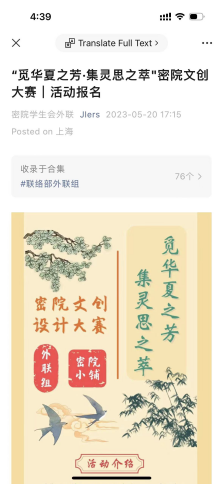 4:39
Translate Full Text >
“觅华夏之芳·集灵思之萃"密院文创
大赛｜活动报名
密院学生会外联 JIers 2023-05-20 17:15
Posted on 上海
收录于合集
#联络部外联组
76个 >
觅华夏之芳
集灵思之萃
密院文创
设计大赛
外联组
密院
小铺
活动介绍